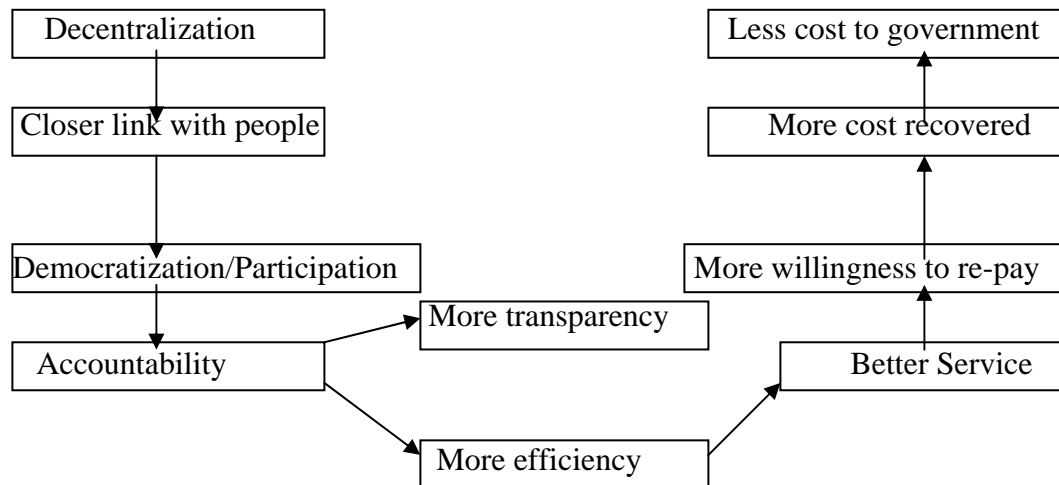 Decentralization
Less cost to government
Closer link with people
More cost recovered
Democratization/Participation
More willingness to re-pay
More transparency
Accountability
Better Service
More efficiency